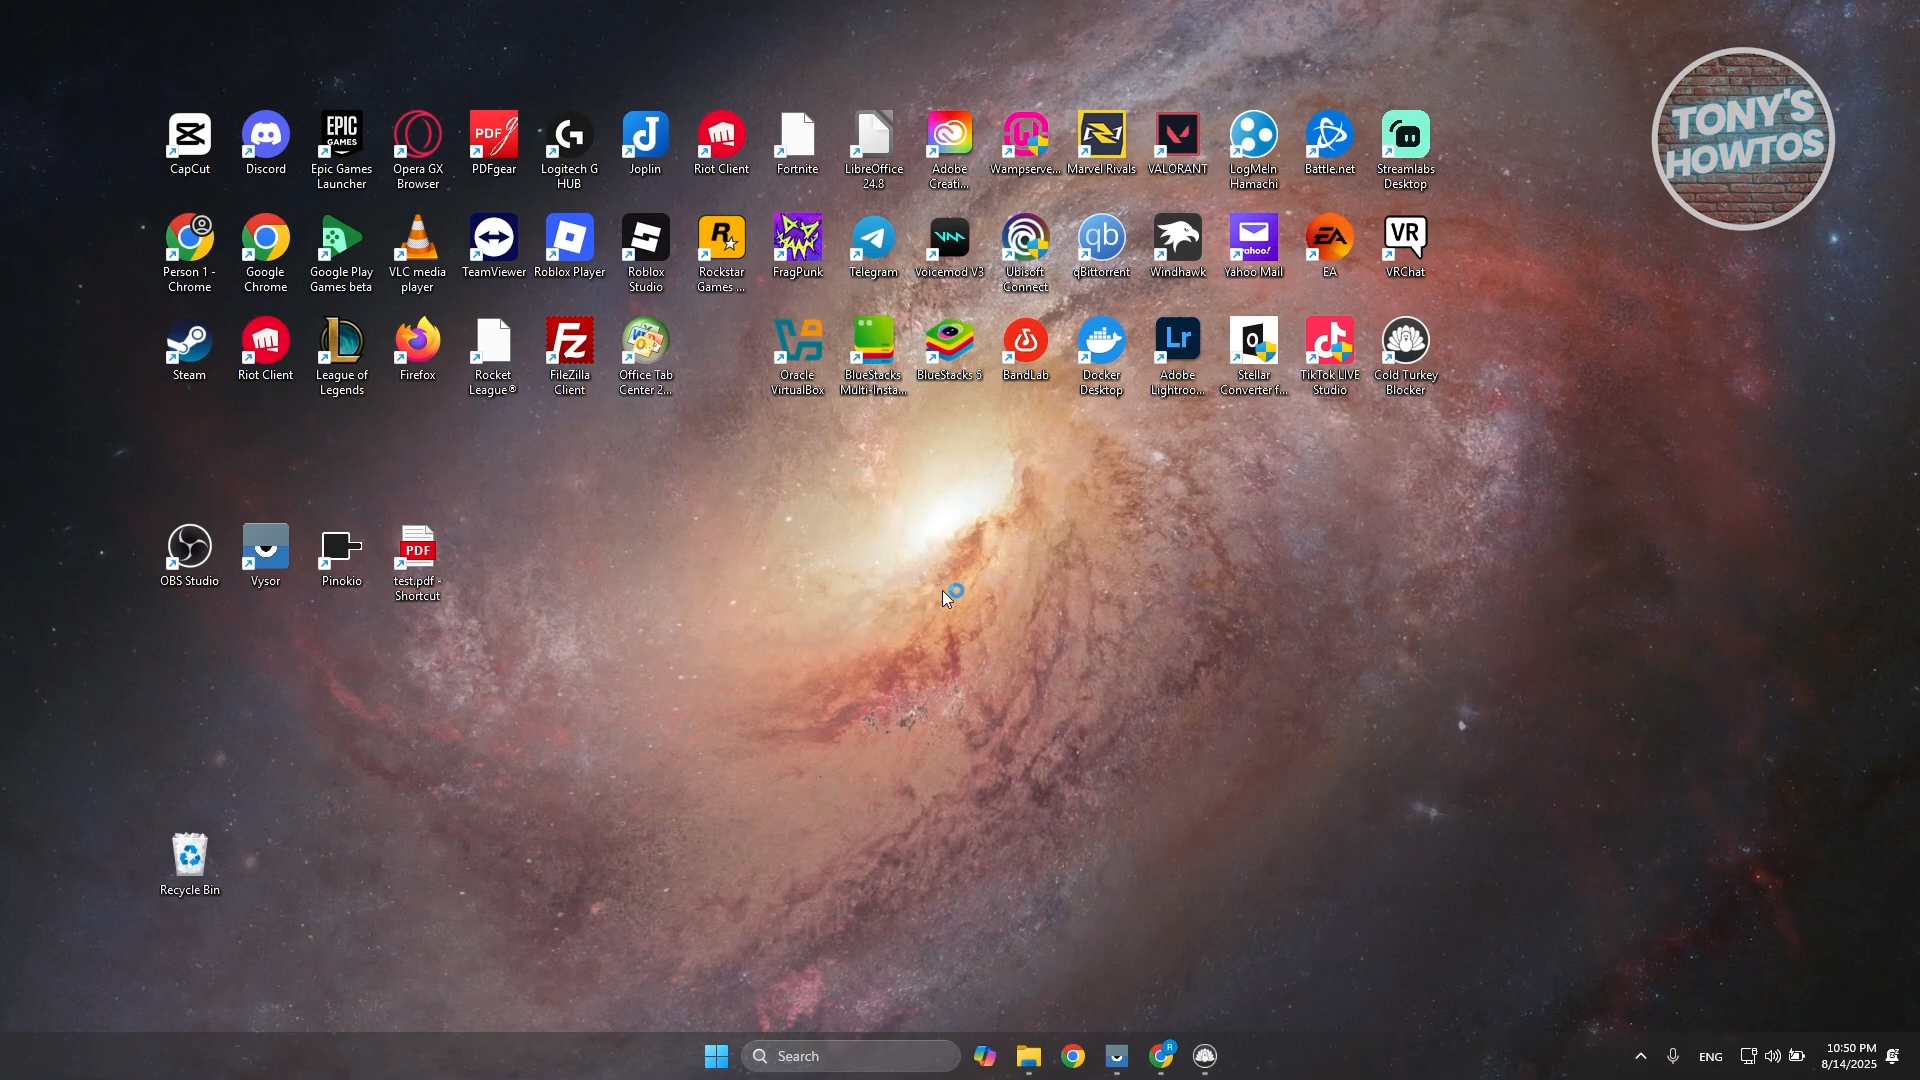 TONY'S
HOWTOS
CapCut
Discord
Epic Games
Launcher
Opera GX
Browser
PDFgear
Logitech G
HUB
Joplin
Riot Client
Fortnite
LibreOffice
24.8
Adobe
Creati...
Wampserve...
Marvel Rivals
VALORANT
LogMeIn
Hamachi
Battle.net
Streamlabs
Desktop
Person 1 -
Chrome
Google
Chrome
Google Play
Games beta
VLC media
player
TeamViewer
Roblox Player
Roblox
Studio
Rockstar
Games ...
FragPunk
Telegram
Voicemod V3
Ubisoft
Connect
qBittorrent
Windhawk
Yahoo Mail
EA
VRChat
Steam
Riot Client
League of
Legends
Firefox
Rocket
League®
FileZilla
Client
Office Tab
Center 2...
Oracle
VirtualBox
BlueStacks
Multi-Insta...
BlueStacks 5
BandLab
Docker
Desktop
Adobe
Lightroo...
Stellar
Converter f...
TikTok LIVE
Studio
Cold Turkey
Blocker
OBS Studio
Vysor
Pinokio
test.pdf -
Shortcut
Recycle Bin
Search
ENG
10:50 PM
8/14/2025
EPIC
GAMES
PDF
yahoo!
EA
VR
qb
Lr
PDF